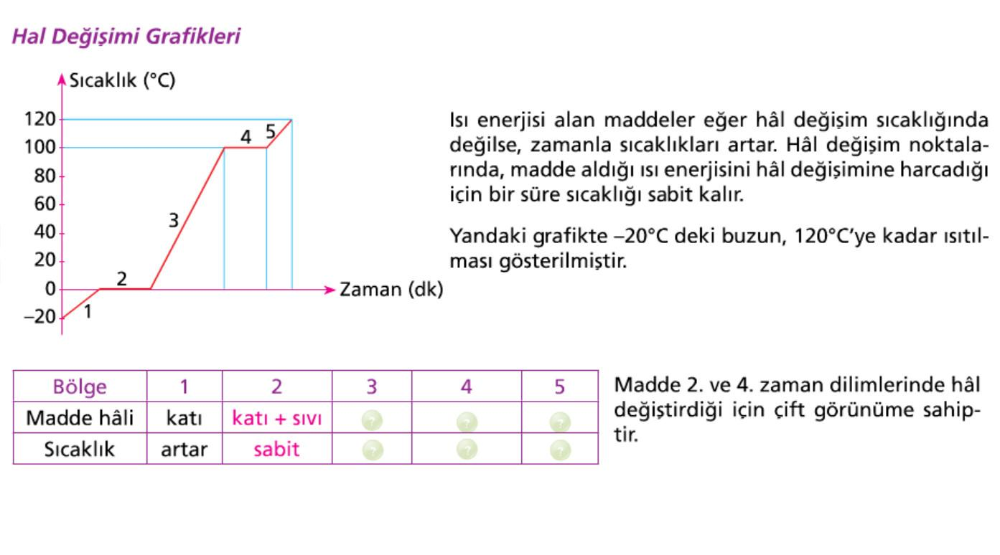 Hal Değişimi Grafikleri
Sıcaklık (°C)
120
100
80
60
40
20
0
–20
1
2
3
4
5
Zaman (dk)
Isı enerjisi alan maddeler eğer hâl değişim sıcaklığında
değilse, zamanla sıcaklıkları artar. Hâl değişim noktala-
rında, madde aldığı ısı enerjisini hâl değişimine harcadığı
için bir süre sıcaklığı sabit kalır.
Yandaki grafikte –20°C deki buzun, 120°C’ye kadar ısıtıl-
ması gösterilmiştir.
Bölge 1 2 3 4 5
Madde hâli katı katı + sıvı ? ? ?
Sıcaklık artar sabit ? ? ?
Madde 2. ve 4. zaman dilimlerinde hâl
değiştirdiği için çift görünüme sahip-
tir.